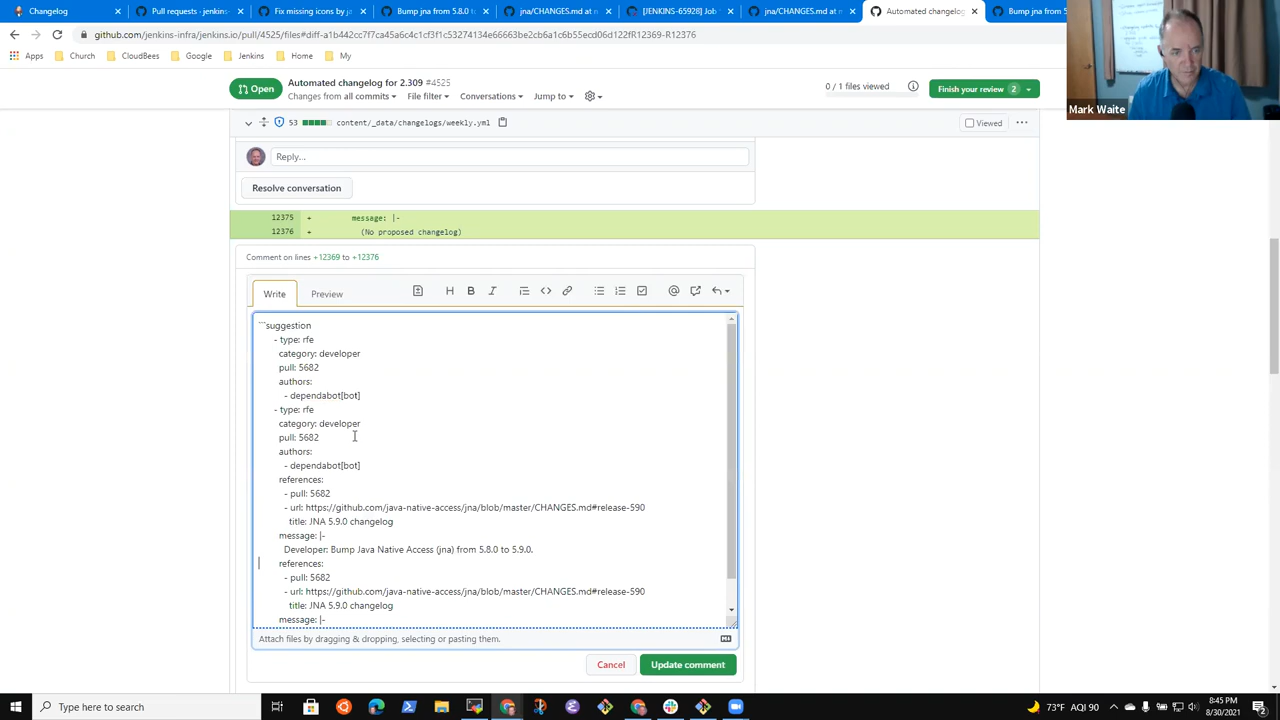 Changelog
Pull requests · jenkins-
Fix missing icons by ja
Bump jna from 5.8.0 to
jna/CHANGES.md at m
[JENKINS-65928] Job
jna/CHANGES.md at m
Automated changelog
Bump jna from 5
github.com/jenkins-infra/jenkins.io/pull/4525/files#diff-a1b442cc7f7ca45a8dc4c1fc1774f274134e66663be2cb6a1c6b55ecd06d122fR12369-R12376
Apps
Church
CloudBees
Google
Jenkins
Home
My
Open
Automated changelog for 2.309 #4525
Changes from all commits
File filter
Conversations
Jump to
0 / 1 files viewed
Finish your review 2
Mark Waite
53
content/_data/changelogs/weekly.yml
Viewed
Reply...
Resolve conversation
12375 + message: |-
12376 + (No proposed changelog)
Comment on lines +12369 to +12376
Write
Preview
```suggestion
- type: rfe
category: developer
pull: 5682
authors:
- dependabot[bot]
- type: rfe
category: developer
pull: 5682
authors:
- dependabot[bot]
references:
- pull: 5682
- url: https://github.com/java-native-access/jna/blob/master/CHANGES.md#release-590
title: JNA 5.9.0 changelog
message: |-
Developer: Bump Java Native Access (jna) from 5.8.0 to 5.9.0.
references:
- pull: 5682
- url: https://github.com/java-native-access/jna/blob/master/CHANGES.md#release-590
title: JNA 5.9.0 changelog
message: |-
Attach files by dragging & dropping, selecting or pasting them.
Cancel
Update comment
Type here to search
73°F AQI 90
8:45 PM
8/30/2021